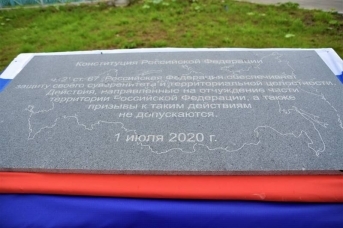 Конституция Российской Федерации
ч. 2¹ ст. 67 "Российская Федерация обеспечивает
защиту своего суверенитета и территориальной целостности.
Действия, направленные на отчуждение части
территории Российской Федерации, а также
призывы к таким действиям
не допускаются.
1 июля 2020 г.